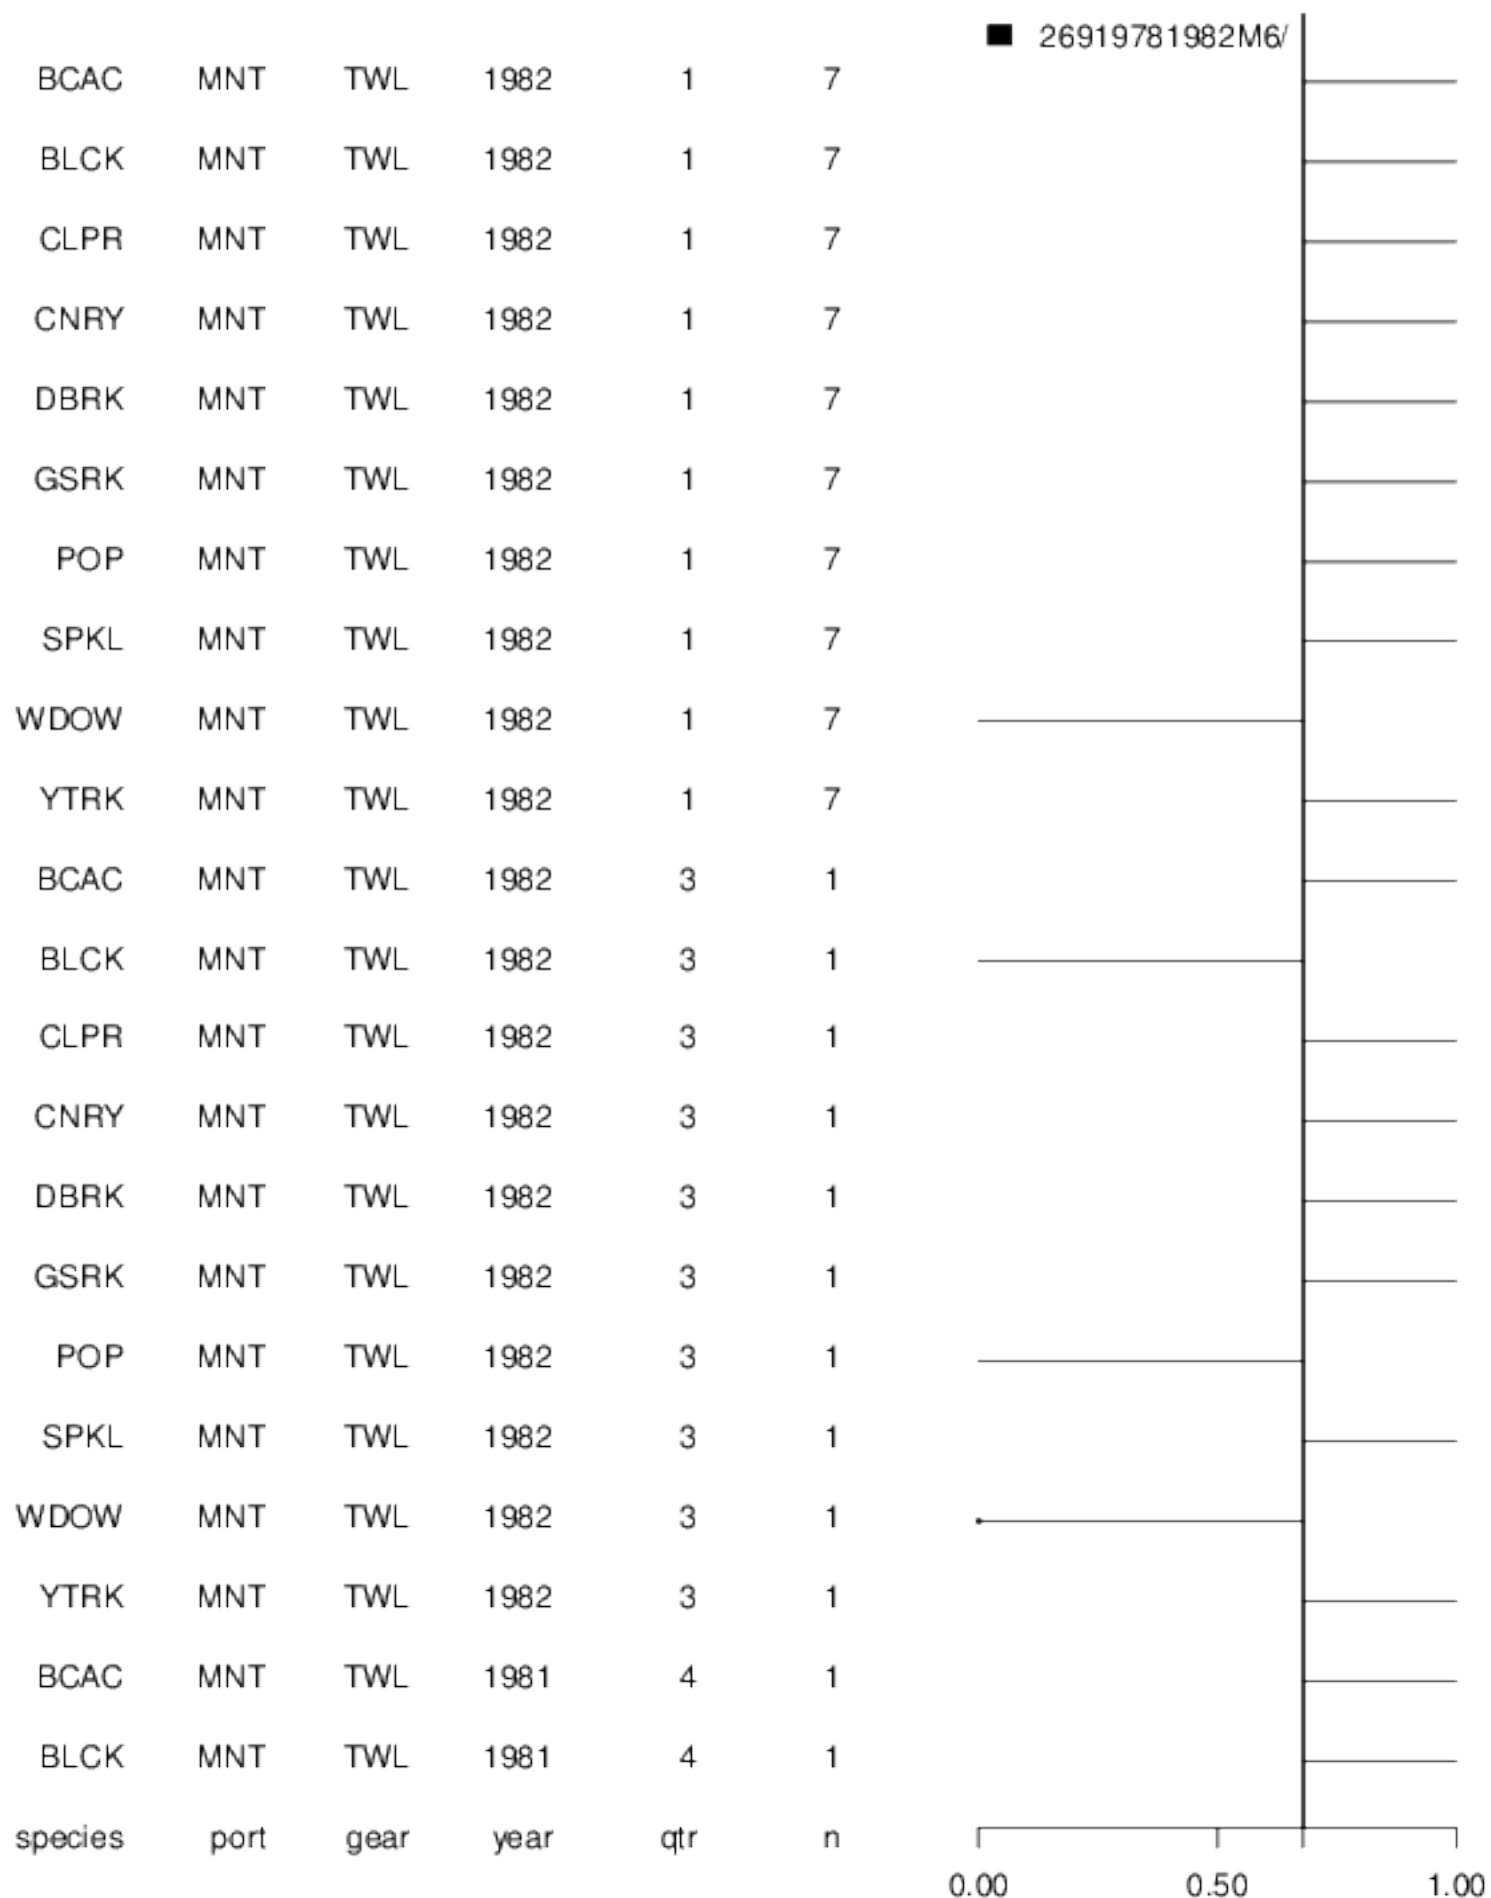 26919781982M6/
BCAC MNT TWL 1982 1 7
BLCK MNT TWL 1982 1 7
CLPR MNT TWL 1982 1 7
CNRY MNT TWL 1982 1 7
DBRK MNT TWL 1982 1 7
GSRK MNT TWL 1982 1 7
POP MNT TWL 1982 1 7
SPKL MNT TWL 1982 1 7
WDOW MNT TWL 1982 1 7
YTRK MNT TWL 1982 1 7
BCAC MNT TWL 1982 3 1
BLCK MNT TWL 1982 3 1
CLPR MNT TWL 1982 3 1
CNRY MNT TWL 1982 3 1
DBRK MNT TWL 1982 3 1
GSRK MNT TWL 1982 3 1
POP MNT TWL 1982 3 1
SPKL MNT TWL 1982 3 1
WDOW MNT TWL 1982 3 1
YTRK MNT TWL 1982 3 1
BCAC MNT TWL 1981 4 1
BLCK MNT TWL 1981 4 1
species port gear year qtr n
0.00 0.50 1.00